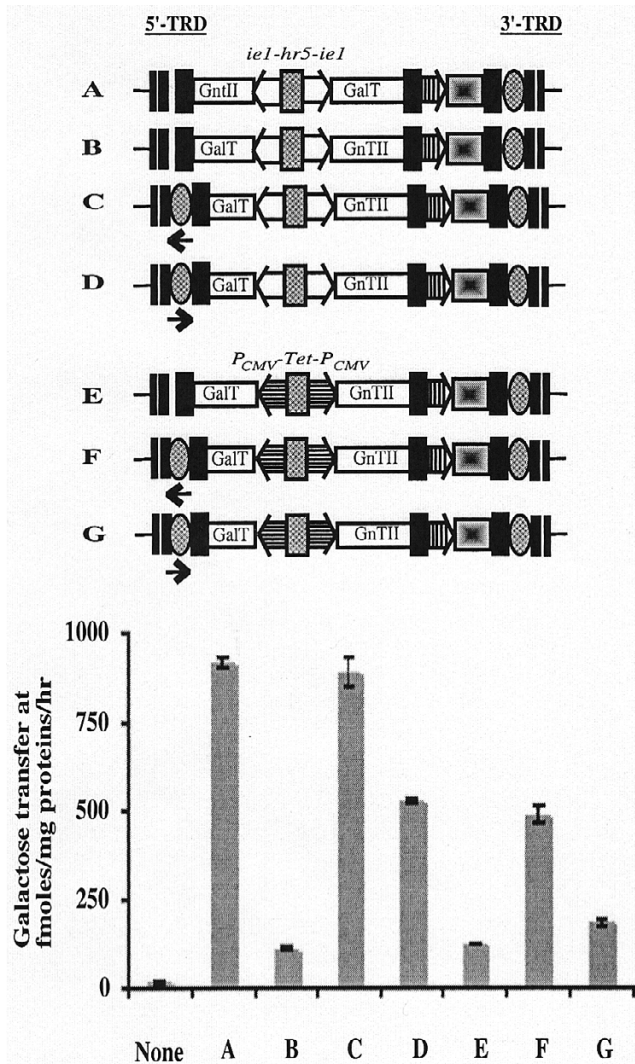 5'-TRD 3'-TRD
ie1-hr5-ie1
A GntII GalT
B GalT GnTII
C GalT GnTII
D GalT GnTII
P_CMV-Tet-P_CMV
E GalT GnTII
F GalT GnTII
G GalT GnTII
Galactose transfer at
fmoles/mg proteins/hr
1000
750
500
250
0
None A B C D E F G